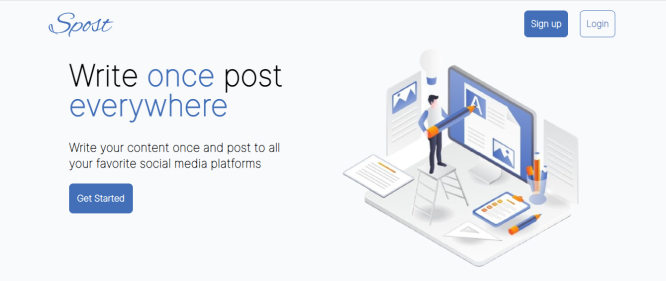 Spost
Sign up
Login
Write once post
everywhere
Write your content once and post to all
your favorite social media platforms
Get Started
A